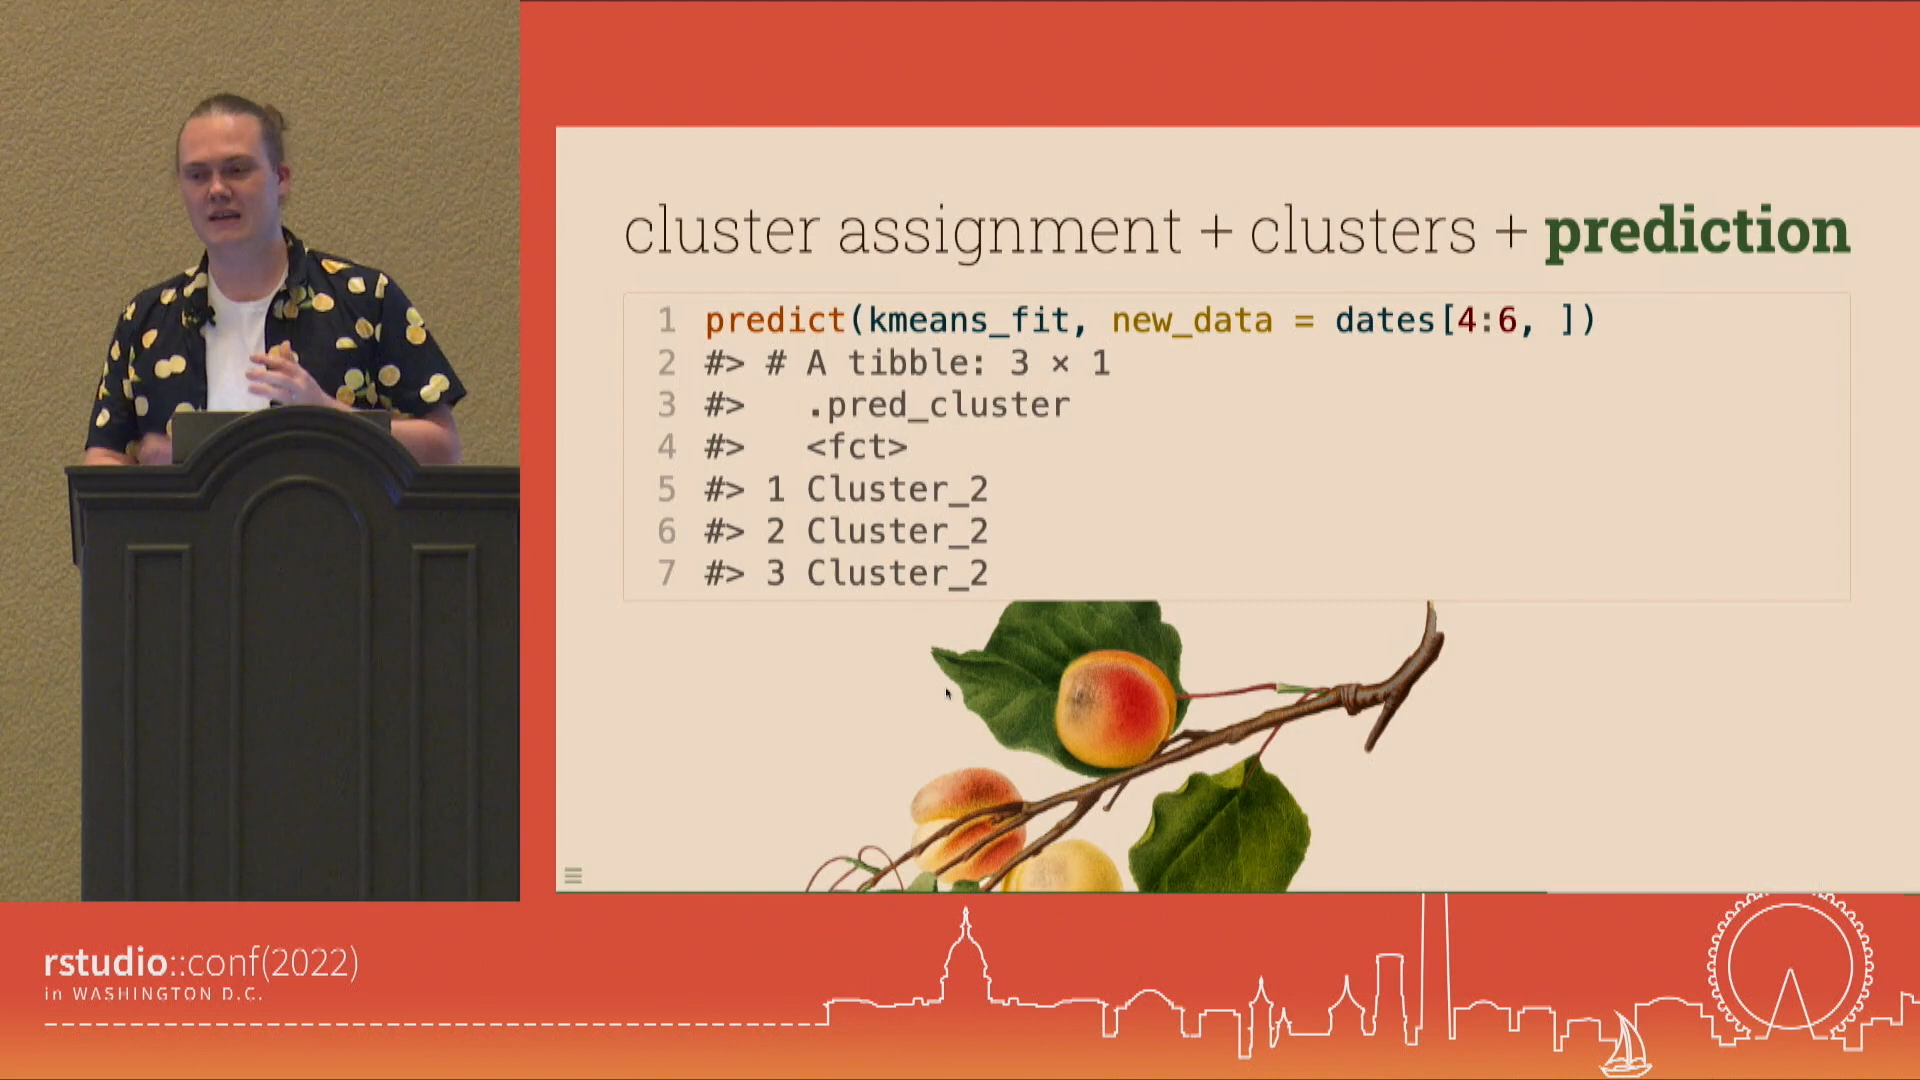 cluster assignment + clusters + prediction
1 predict(kmeans_fit, new_data = dates[4:6, ])
2 #> # A tibble: 3 × 1
3 #>   .pred_cluster
4 #>   <fct>
5 #> 1 Cluster_2
6 #> 2 Cluster_2
7 #> 3 Cluster_2
rstudio::conf(2022)
in WASHINGTON D.C.